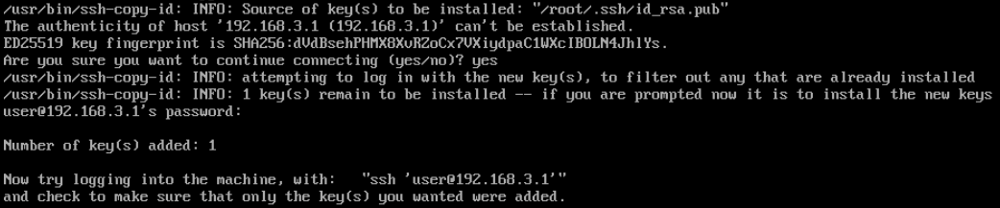 /usr/bin/ssh-copy-id: INFO: Source of key(s) to be installed: "/root/.ssh/id_rsa.pub"
The authenticity of host '192.168.3.1 (192.168.3.1)' can't be established.
ED25519 key fingerprint is SHA256:dVdBsehPHMX8XvRZoCx7VXiydpaC1WXcIBOLN4JhlYs.
Are you sure you want to continue connecting (yes/no)? yes
/usr/bin/ssh-copy-id: INFO: attempting to log in with the new key(s), to filter out any that are already installed
/usr/bin/ssh-copy-id: INFO: 1 key(s) remain to be installed -- if you are prompted now it is to install the new keys
user@192.168.3.1's password:
Number of key(s) added: 1
Now try logging into the machine, with:   "ssh 'user@192.168.3.1'"
and check to make sure that only the key(s) you wanted were added.